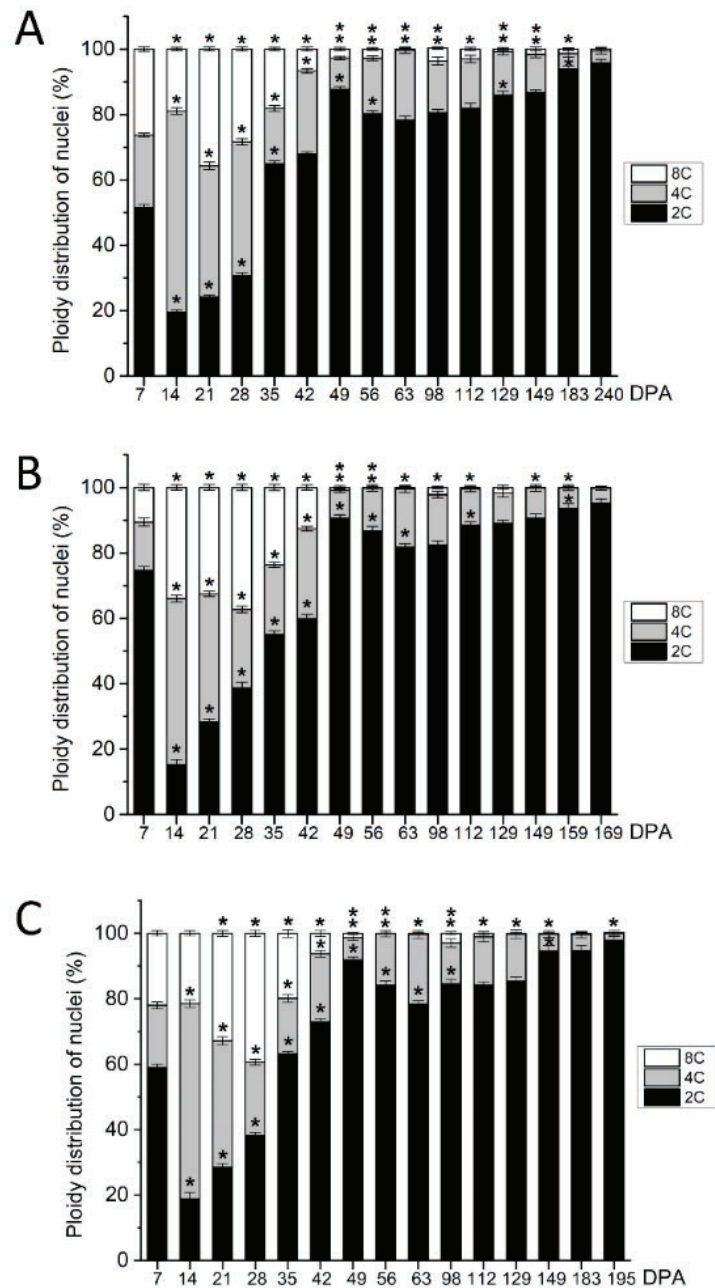 A
Ploidy distribution of nuclei (%)
100
80
60
40
20
0
7 14 21 28 35 42 49 56 63 98 112 129 149 183 240 DPA
8C
4C
2C
B
Ploidy distribution of nuclei (%)
100
80
60
40
20
0
7 14 21 28 35 42 49 56 63 98 112 129 149 159 169 DPA
8C
4C
2C
C
Ploidy distribution of nuclei (%)
100
80
60
40
20
0
7 14 21 28 35 42 49 56 63 98 112 129 149 183 195 DPA
8C
4C
2C